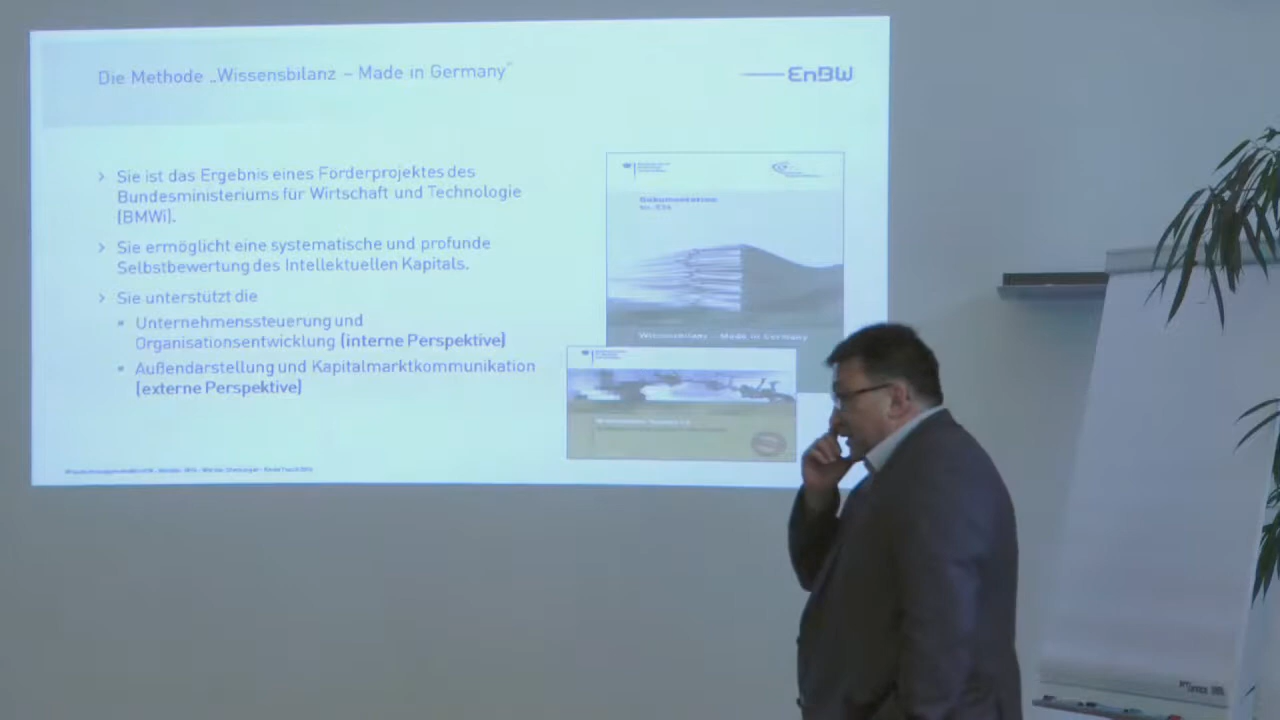 Die Methode „Wissensbilanz – Made in Germany“
EnBW
› Sie ist das Ergebnis eines Förderprojektes des
Bundesministeriums für Wirtschaft und Technologie
(BMWi).
› Sie ermöglicht eine systematische und profunde
Selbstbewertung des Intellektuellen Kapitals.
› Sie unterstützt die
Unternehmenssteuerung und
Organisationsentwicklung (interne Perspektive)
Außendarstellung und Kapitalmarktkommunikation
(externe Perspektive)
Dokumentation
Wissensbilanz – Made in Germany